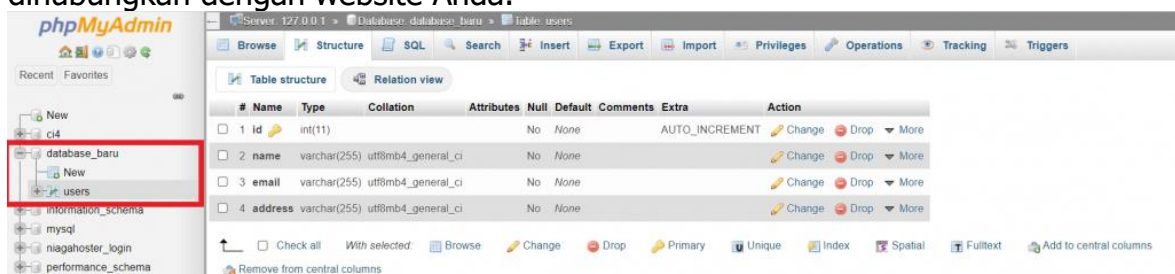 dihubungkan dengan website Anda.
phpMyAdmin
Recent Favorites
New
ci4
database_baru
New
users
information_schema
mysql
niagahoster_login
performance_schema
Server: 127.0.0.1 » Database: database_baru » Table: users
Browse Structure SQL Search Insert Export Import Privileges Operations Tracking Triggers
Table structure Relation view
# Name Type Collation Attributes Null Default Comments Extra Action
1 id int(11) No None AUTO_INCREMENT Change Drop More
2 name varchar(255) utf8mb4_general_ci No None Change Drop More
3 email varchar(255) utf8mb4_general_ci No None Change Drop More
4 address varchar(255) utf8mb4_general_ci No None Change Drop More
Check all With selected: Browse Change Drop Primary Unique Index Spatial Fulltext Add to central columns
Remove from central columns